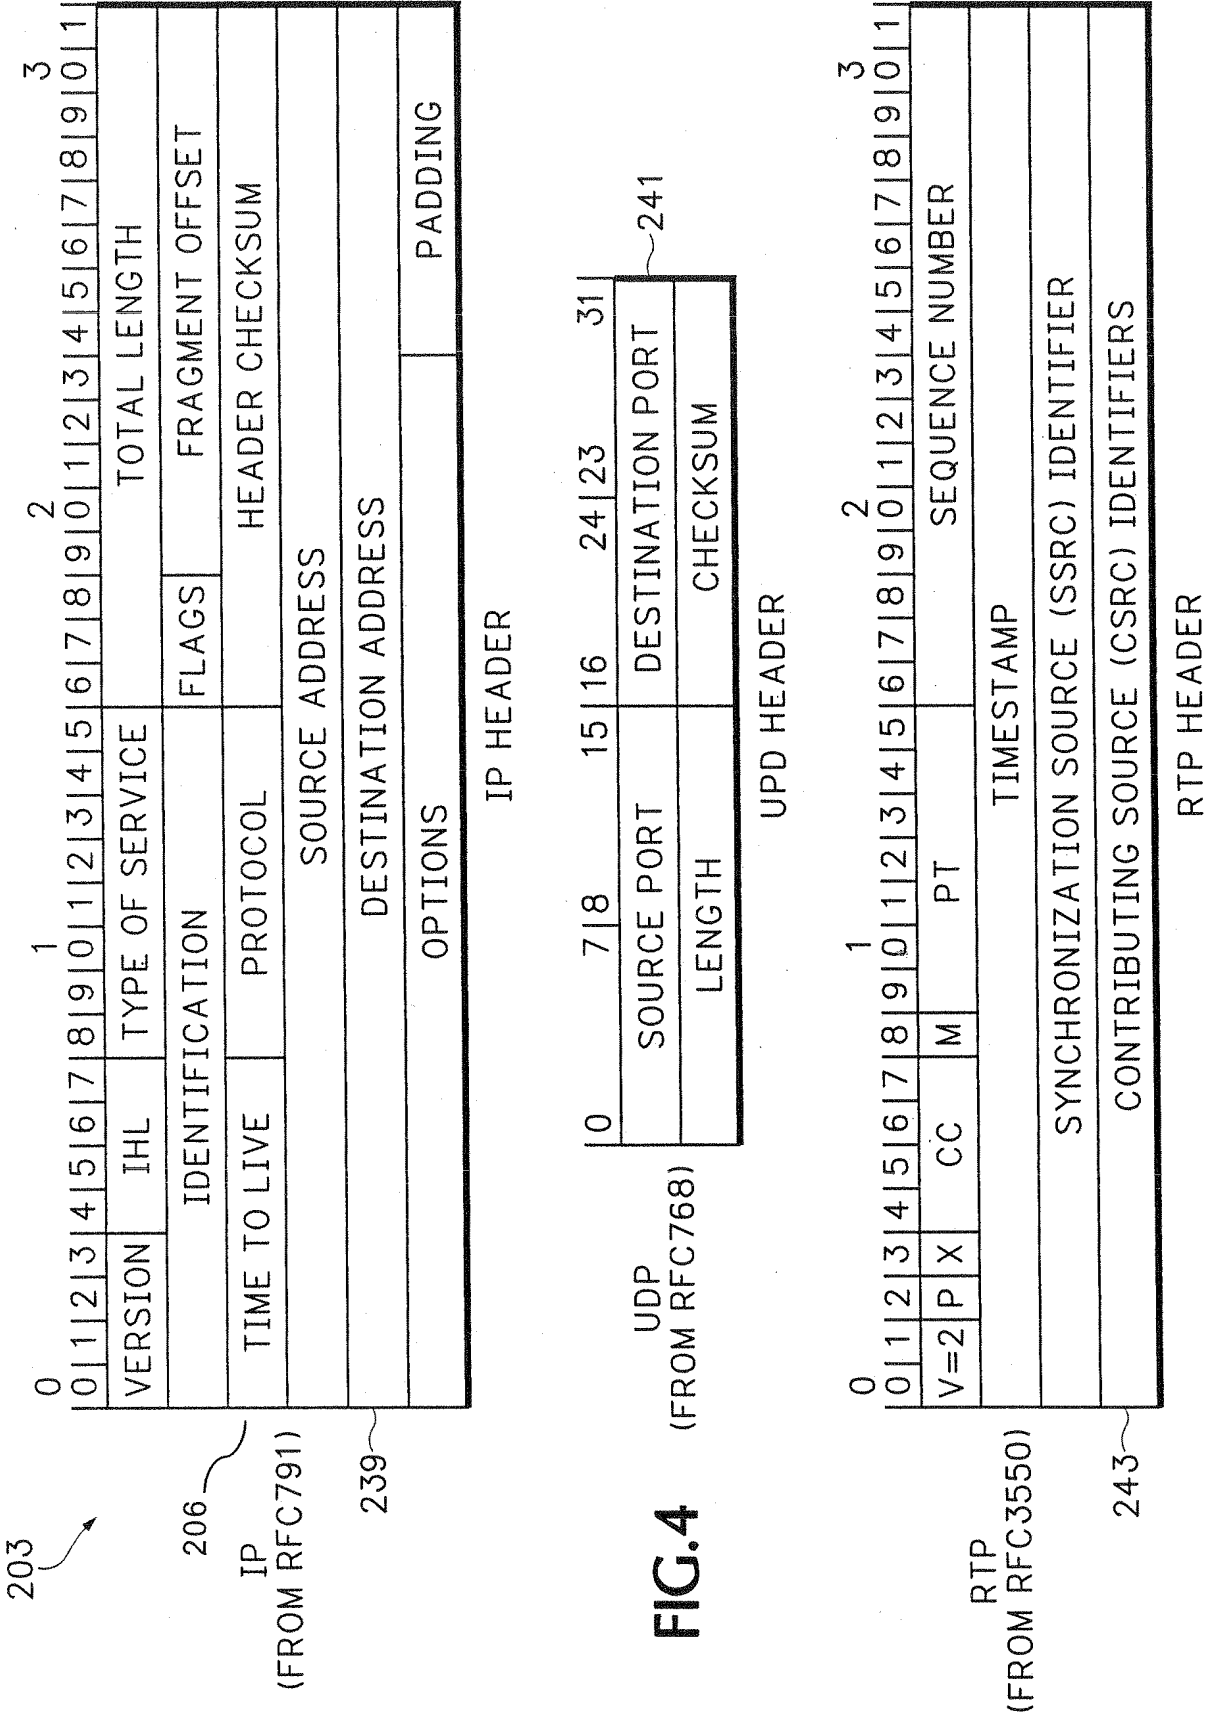 203
0 1 2 3
0|1|2|3|4|5|6|7|8|9|0|1|2|3|4|5|6|7|8|9|0|1|2|3|4|5|6|7|8|9|0|1
VERSION IHL TYPE OF SERVICE TOTAL LENGTH
IDENTIFICATION FLAGS FRAGMENT OFFSET
206 TIME TO LIVE PROTOCOL HEADER CHECKSUM
IP
(FROM RFC791)
SOURCE ADDRESS
239 DESTINATION ADDRESS
OPTIONS PADDING
IP HEADER
0 7|8 15|16 24|23 31|
SOURCE PORT DESTINATION PORT 241
LENGTH CHECKSUM
UDP
(FROM RFC768)
UPD HEADER
FIG.4
0 1 2 3
0|1|2|3|4|5|6|7|8|9|0|1|2|3|4|5|6|7|8|9|0|1|2|3|4|5|6|7|8|9|0|1
V=2 P X CC M PT SEQUENCE NUMBER
RTP
(FROM RFC3550)
TIMESTAMP
SYNCHRONIZATION SOURCE (SSRC) IDENTIFIER
243 CONTRIBUTING SOURCE (CSRC) IDENTIFIERS
RTP HEADER